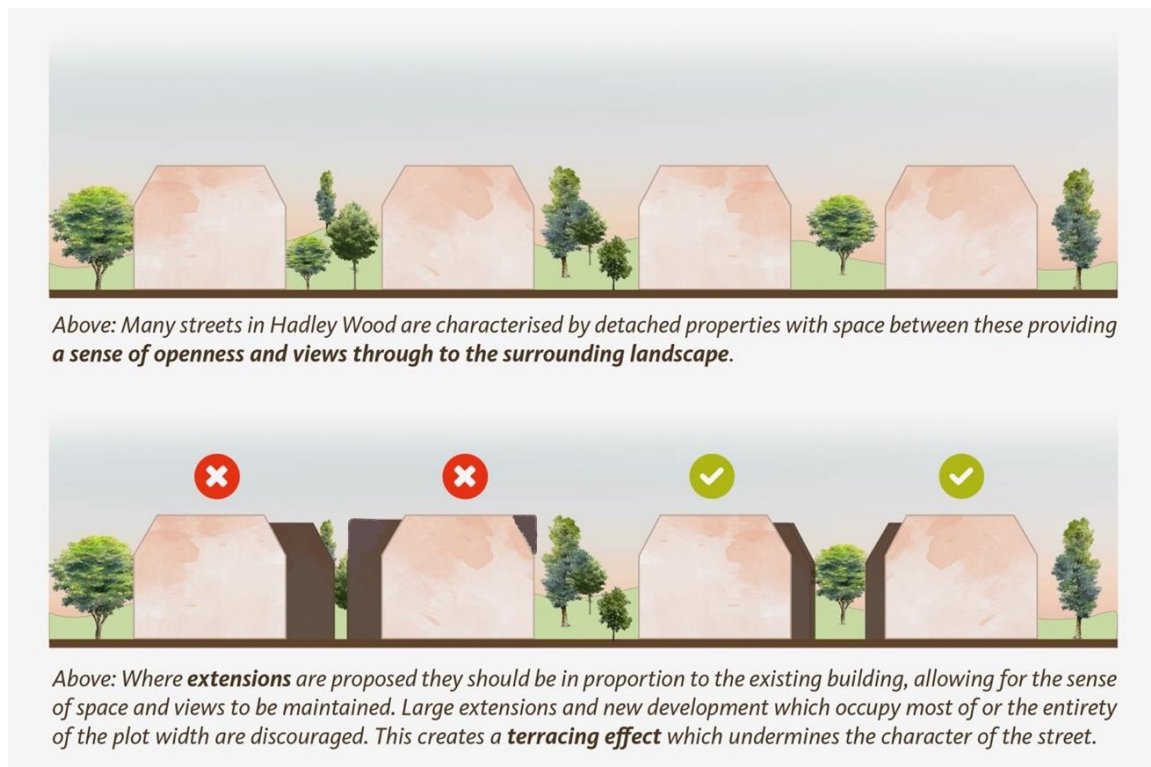 Above: Many streets in Hadley Wood are characterised by detached properties with space between these providing
a sense of openness and views through to the surrounding landscape.
Above: Where extensions are proposed they should be in proportion to the existing building, allowing for the sense
of space and views to be maintained. Large extensions and new development which occupy most of or the entirety
of the plot width are discouraged. This creates a terracing effect which undermines the character of the street.